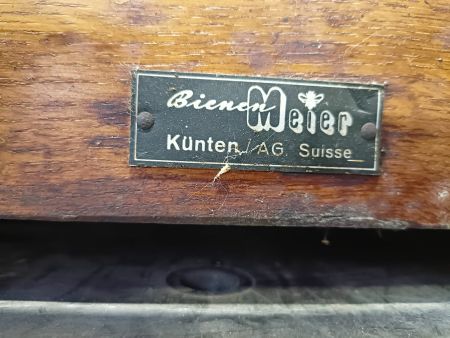 Bienen Meier
Künten / AG Suisse